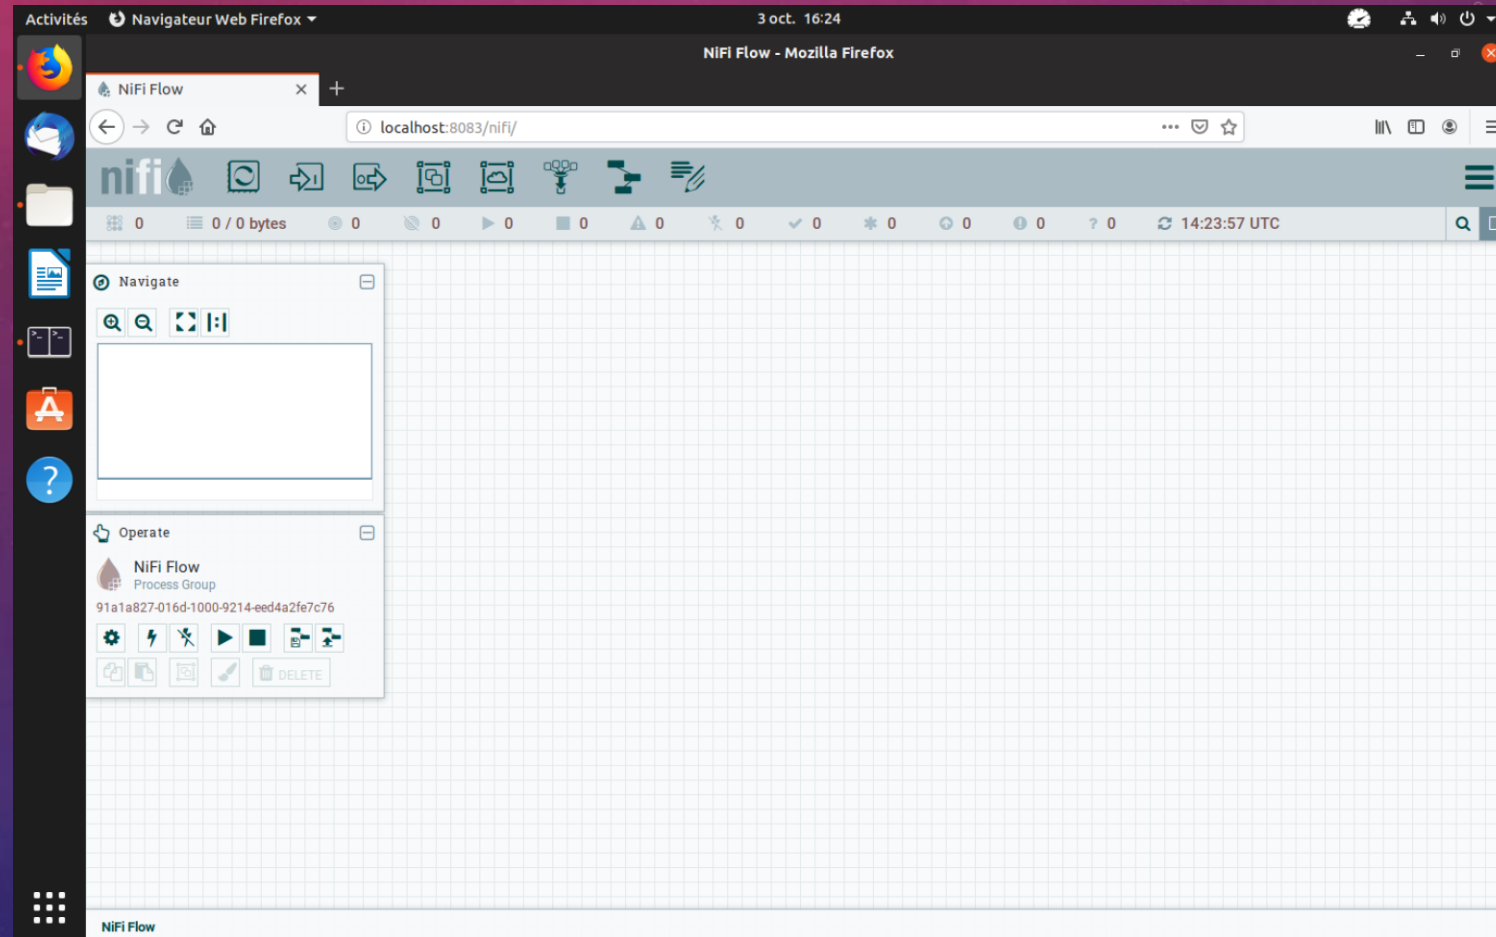 Activités Navigateur Web Firefox 3 oct. 16:24
NiFi Flow - Mozilla Firefox
NiFi Flow
localhost:8083/nifi/
nifi
0 0 / 0 bytes 0 0 0 0 0 0 0 0 0 0 ? 0 14:23:57 UTC
Navigate
Operate
NiFi Flow
Process Group
91a1a827-016d-1000-9214-eed4a2fe7c76
DELETE
NiFi Flow